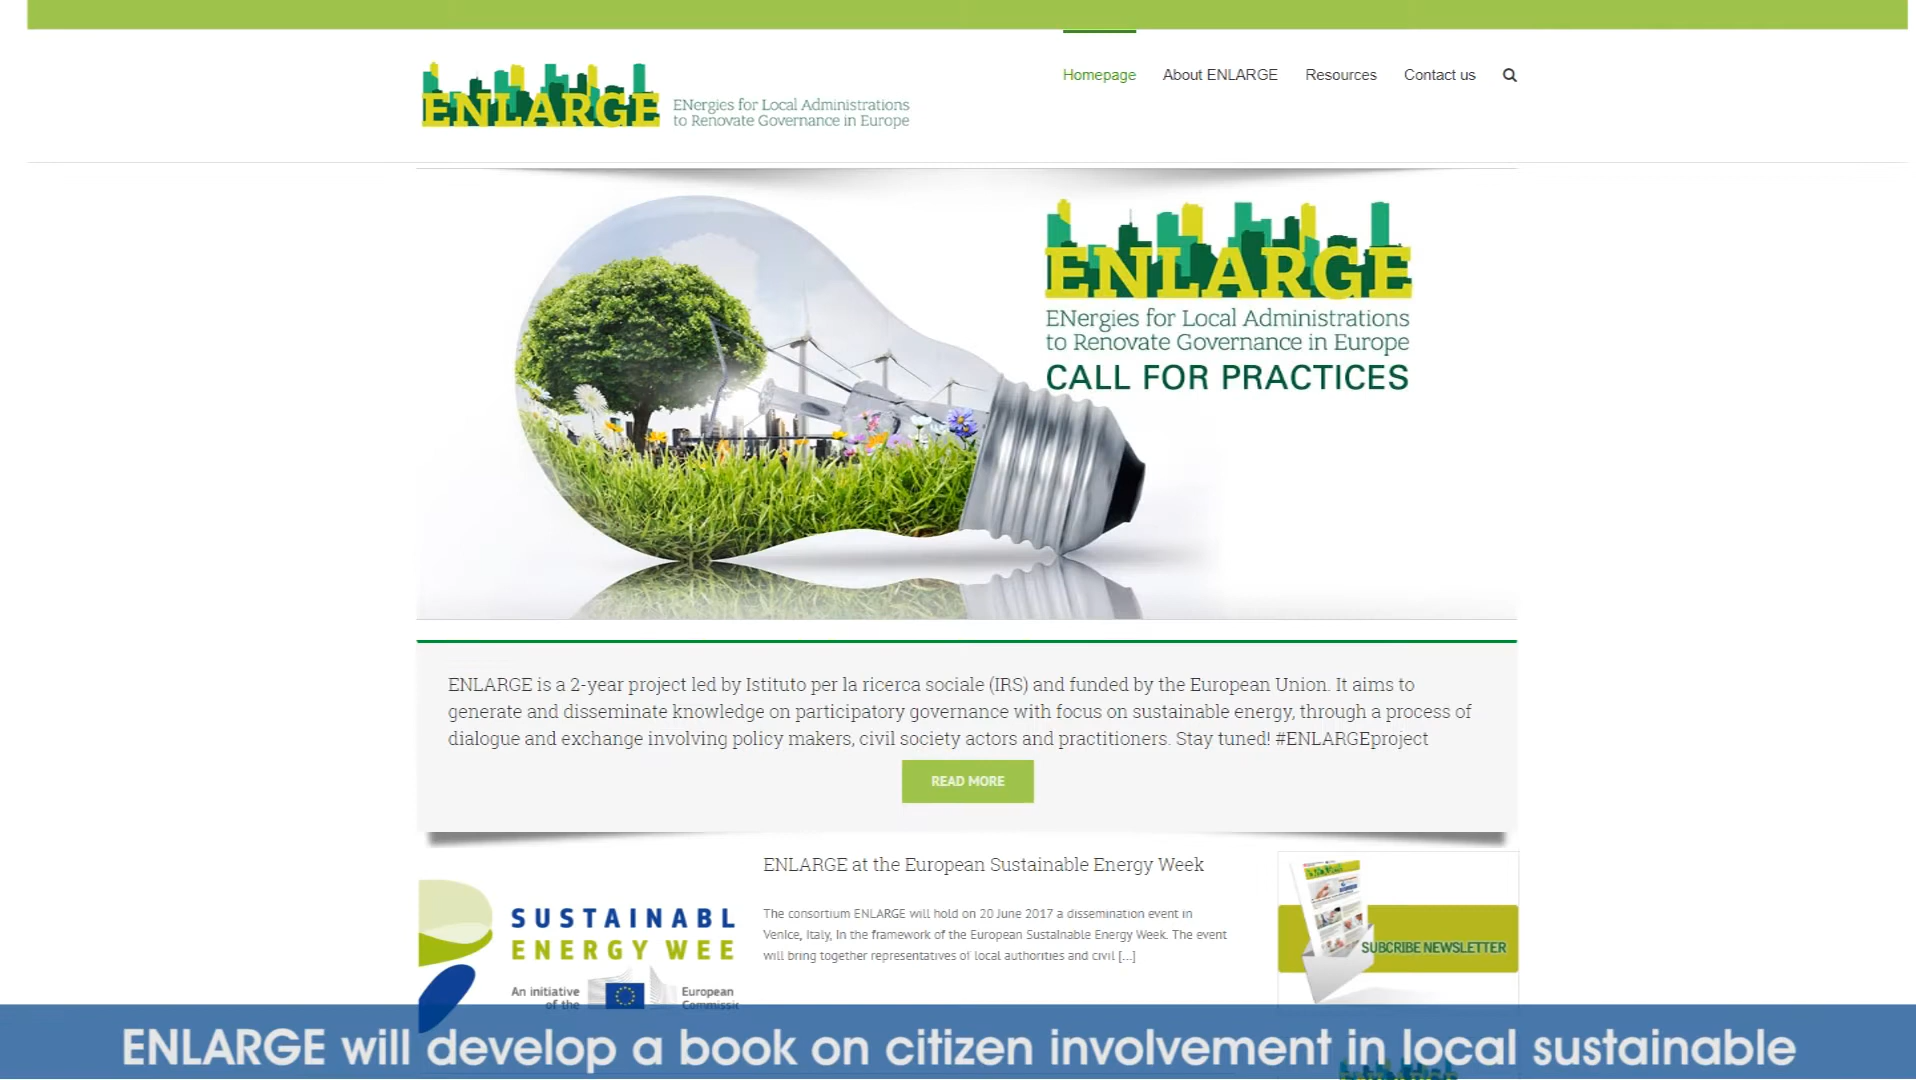 Homepage
About ENLARGE
Resources
Contact us
ENLARGE
ENergies for Local Administrations
to Renovate Governance in Europe
ENLARGE
ENergies for Local Administrations
to Renovate Governance in Europe
CALL FOR PRACTICES
ENLARGE is a 2-year project led by Istituto per la ricerca sociale (IRS) and funded by the European Union. It aims to
generate and disseminate knowledge on participatory governance with focus on sustainable energy, through a process of
dialogue and exchange involving policy makers, civil society actors and practitioners. Stay tuned! #ENLARGEproject
READ MORE
ENLARGE at the European Sustainable Energy Week
The consortium ENLARGE will hold on 20 June 2017 a dissemination event in
Venice, Italy, in the framework of the European Sustainable Energy Week. The event
will bring together representatives of local authorities and civil [...]
SUSTAINABL
ENERGY WEE
An initiative
of the
European
Commissi
SUBCRIBE NEWSLETTER
ENLARGE will develop a book on citizen involvement in local sustainable